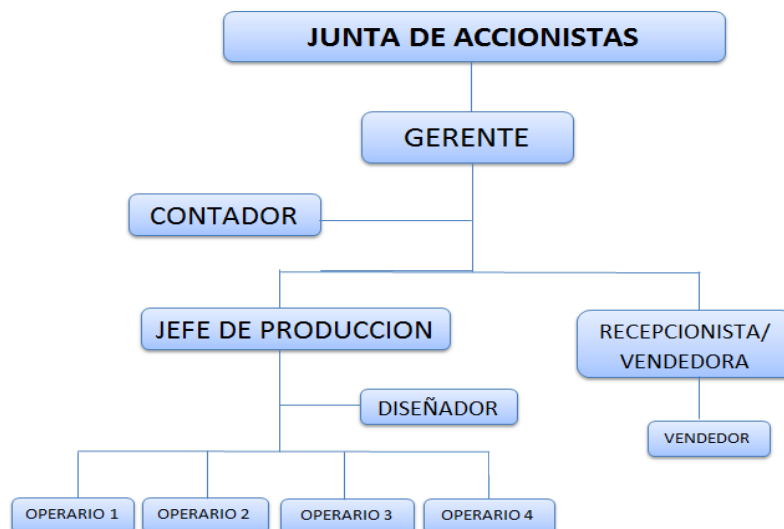 JUNTA DE ACCIONISTAS
GERENTE
CONTADOR
JEFE DE PRODUCCION
RECEPCIONISTA/
VENDEDORA
DISEÑADOR
VENDEDOR
OPERARIO 1
OPERARIO 2
OPERARIO 3
OPERARIO 4